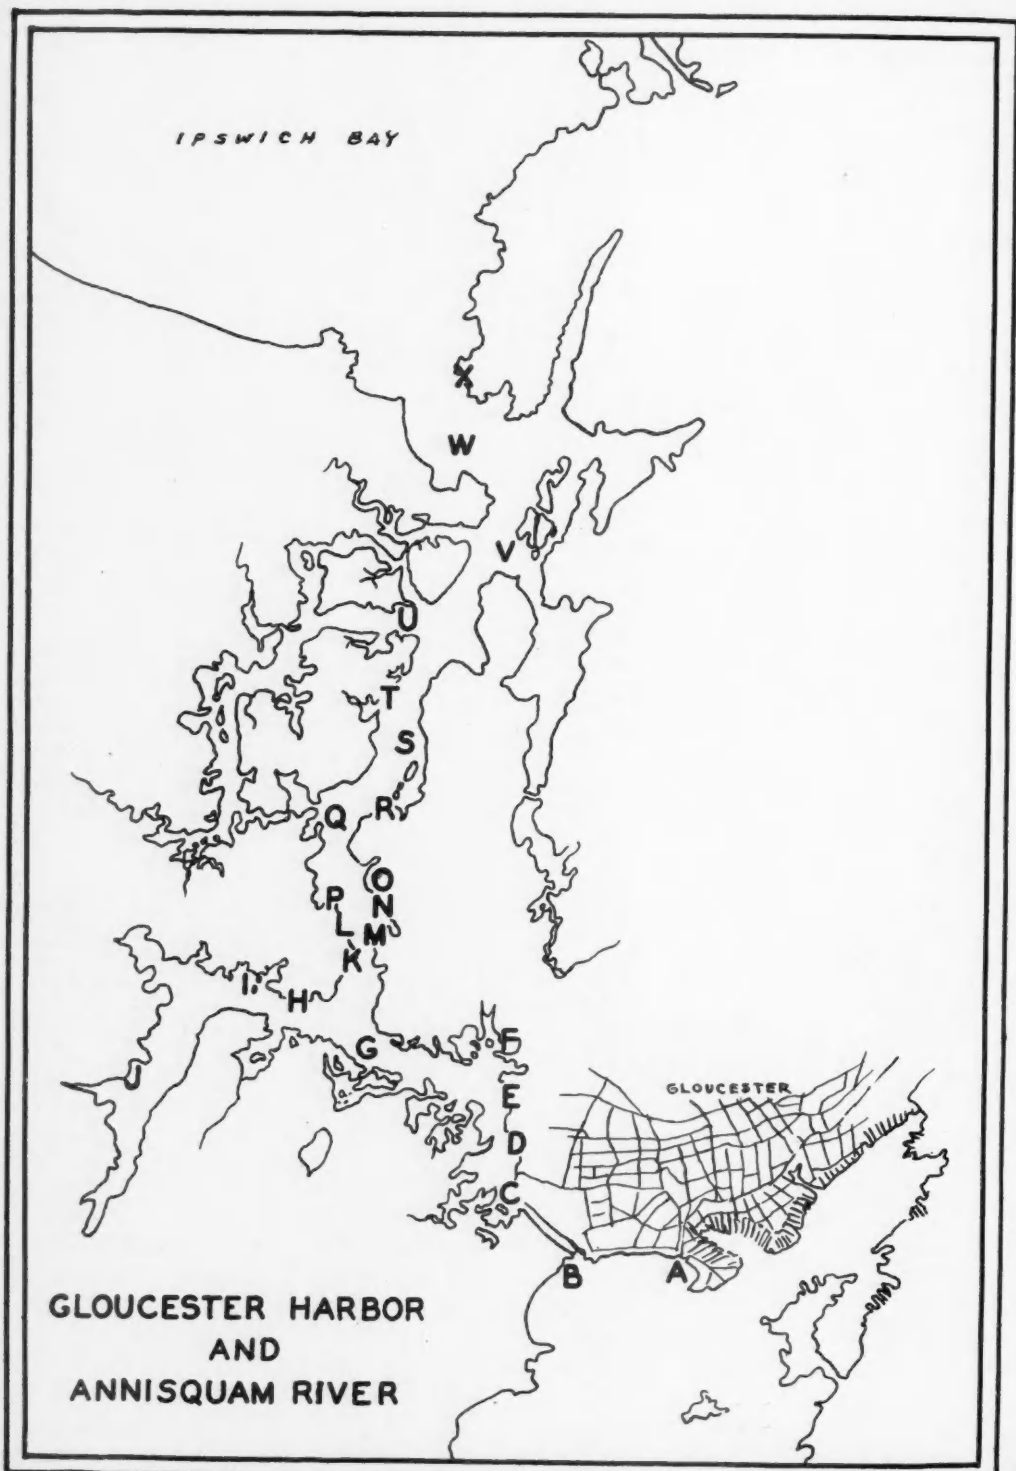 IPSWICH BAY
X
W
V
U
T
S
R
Q
O
P
N
L
M
K
I
H
G
F
J
E
GLOUCESTER
D
C
B
A
GLOUCESTER HARBOR
AND
ANNISQUAM RIVER